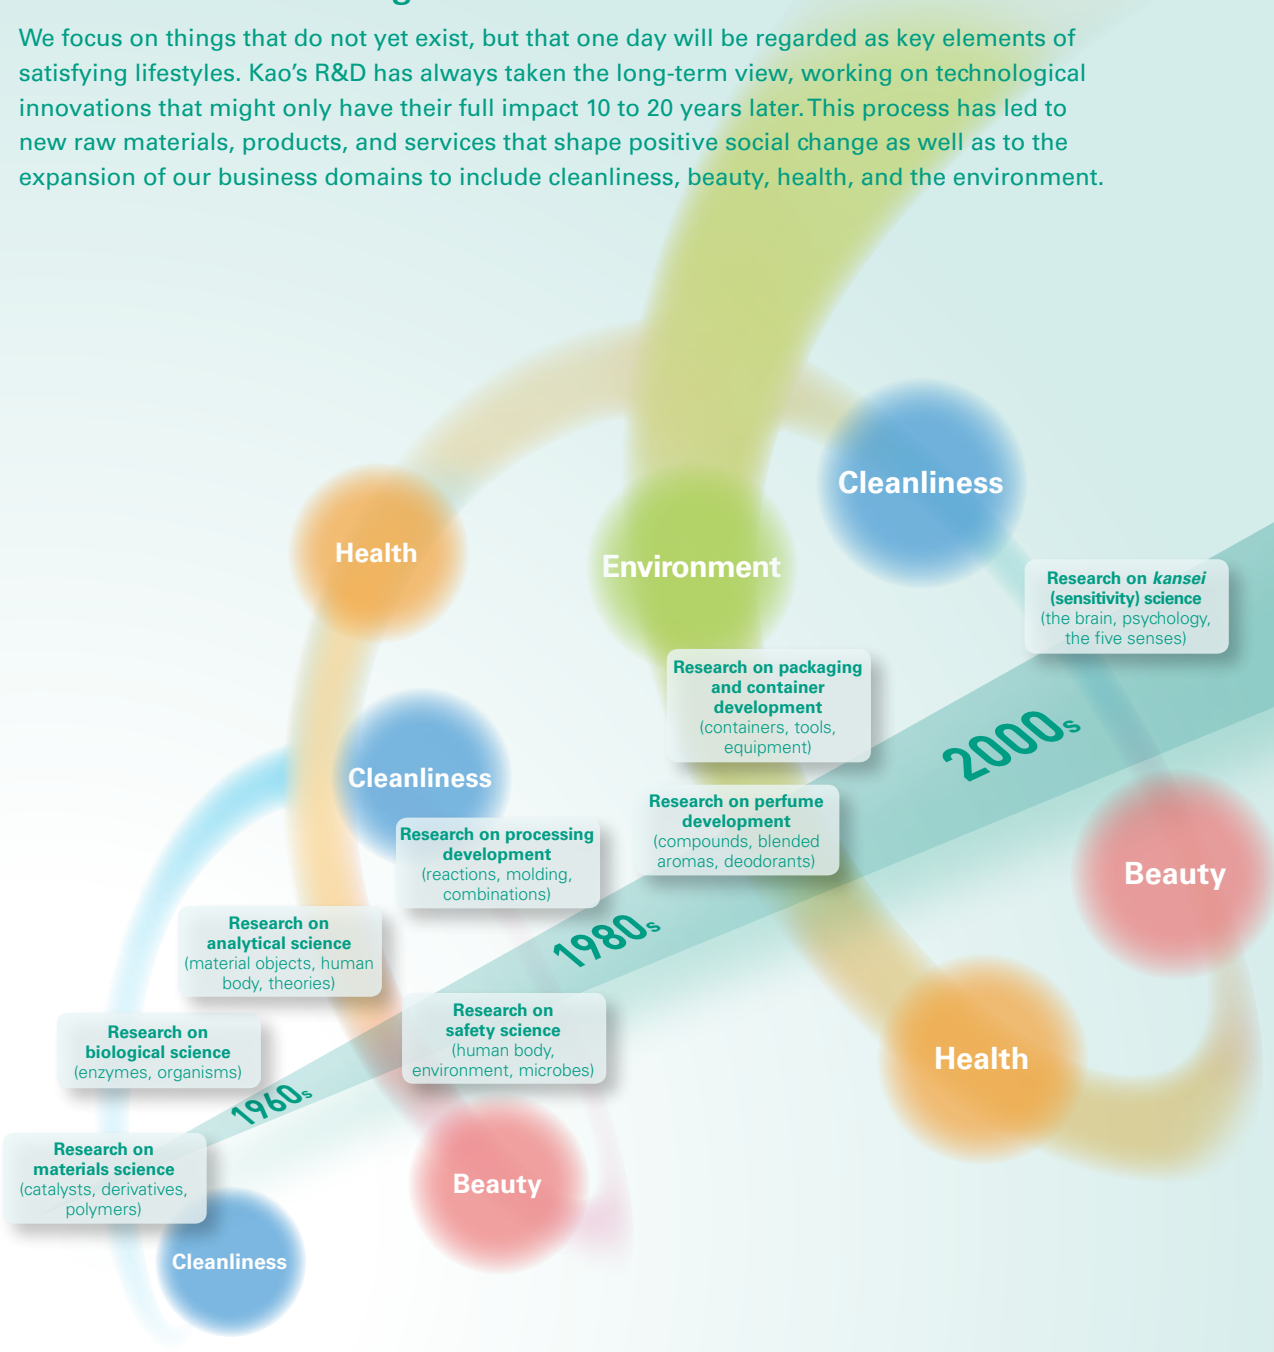 We focus on things that do not yet exist, but that one day will be regarded as key elements of
satisfying lifestyles. Kao’s R&D has always taken the long-term view, working on technological
innovations that might only have their full impact 10 to 20 years later. This process has led to
new raw materials, products, and services that shape positive social change as well as to the
expansion of our business domains to include cleanliness, beauty, health, and the environment.
Cleanliness
Health
Environment
Research on kansei
(sensitivity) science
(the brain, psychology,
the five senses)
Research on packaging
and container
development
(containers, tools,
equipment)
2000s
Cleanliness
Research on perfume
development
(compounds, blended
aromas, deodorants)
Research on processing
development
(reactions, molding,
combinations)
Beauty
Research on
analytical science
(material objects, human
body, theories)
1980s
Research on
safety science
(human body,
environment, microbes)
Research on
biological science
(enzymes, organisms)
Health
1960s
Research on
materials science
(catalysts, derivatives,
polymers)
Beauty
Cleanliness